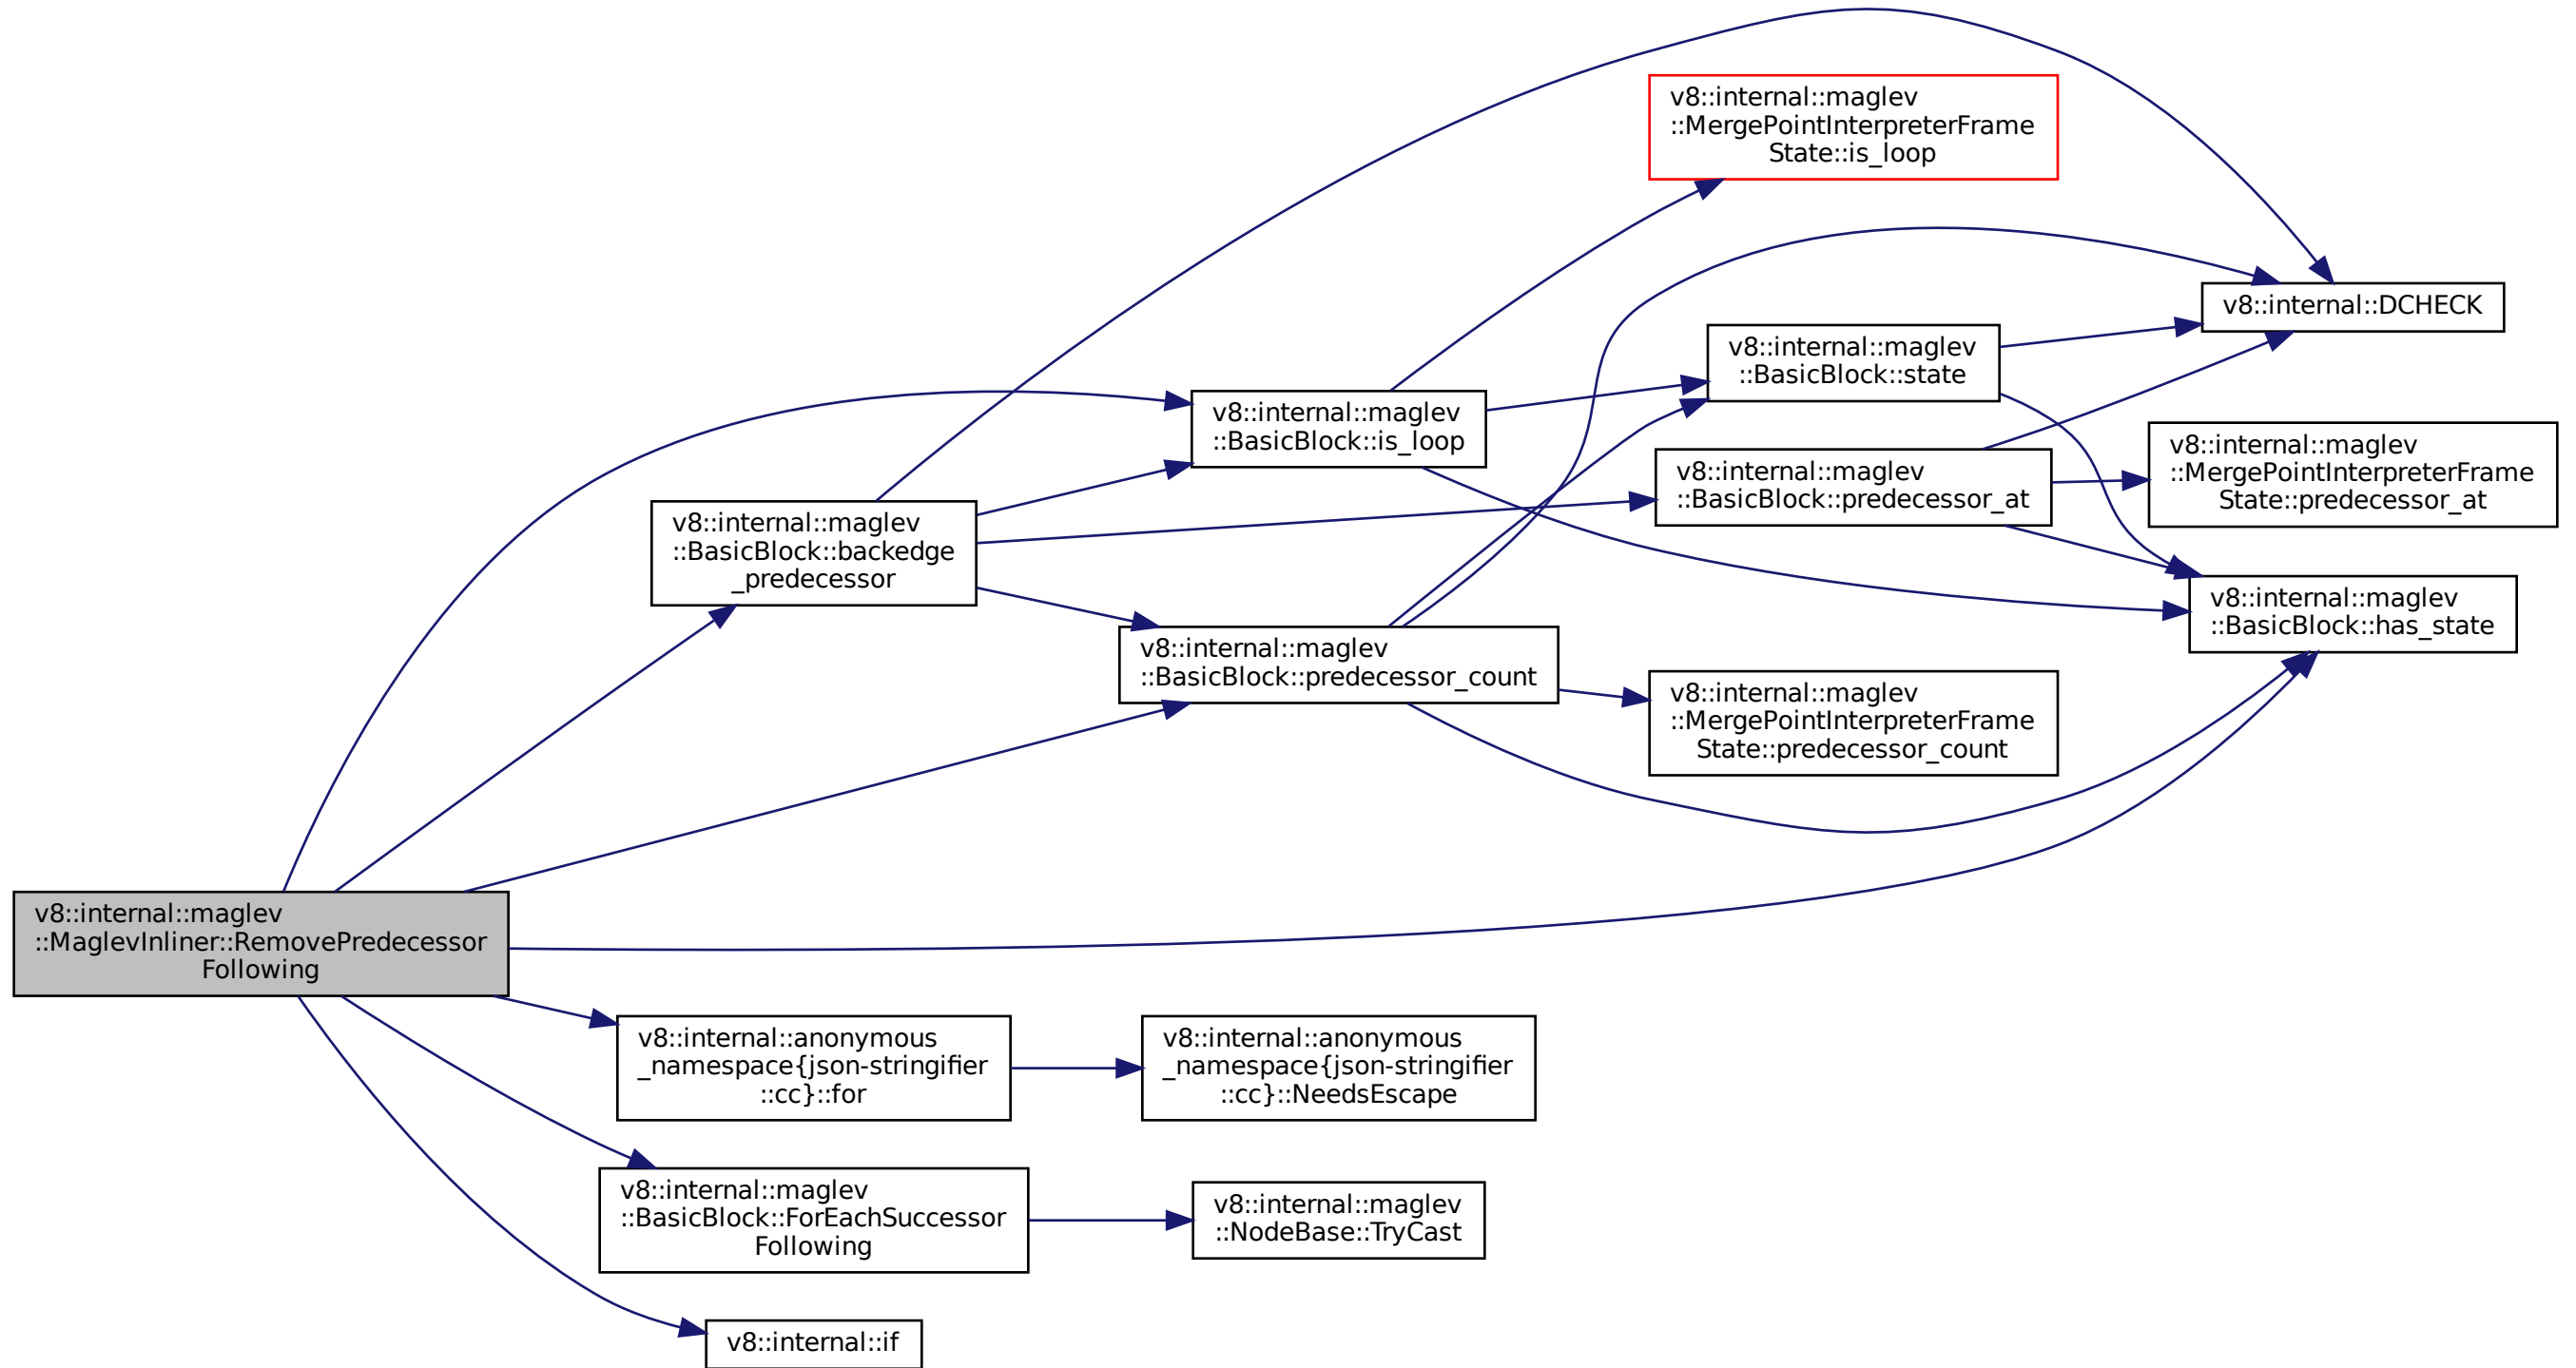 v8::internal::maglev
::MergePointInterpreterFrame
State::is_loop
v8::internal::DCHECK
v8::internal::maglev
::BasicBlock::state
v8::internal::maglev
::BasicBlock::is_loop
v8::internal::maglev
::MergePointInterpreterFrame
State::predecessor_at
v8::internal::maglev
::BasicBlock::predecessor_at
v8::internal::maglev
::BasicBlock::backedge
_predecessor
v8::internal::maglev
::BasicBlock::has_state
v8::internal::maglev
::BasicBlock::predecessor_count
v8::internal::maglev
::MergePointInterpreterFrame
State::predecessor_count
v8::internal::maglev
::MaglevInliner::RemovePredecessor
Following
v8::internal::anonymous
_namespace{json-stringifier
::cc}::for
v8::internal::anonymous
_namespace{json-stringifier
::cc}::NeedsEscape
v8::internal::maglev
::BasicBlock::ForEachSuccessor
Following
v8::internal::maglev
::NodeBase::TryCast
v8::internal::if